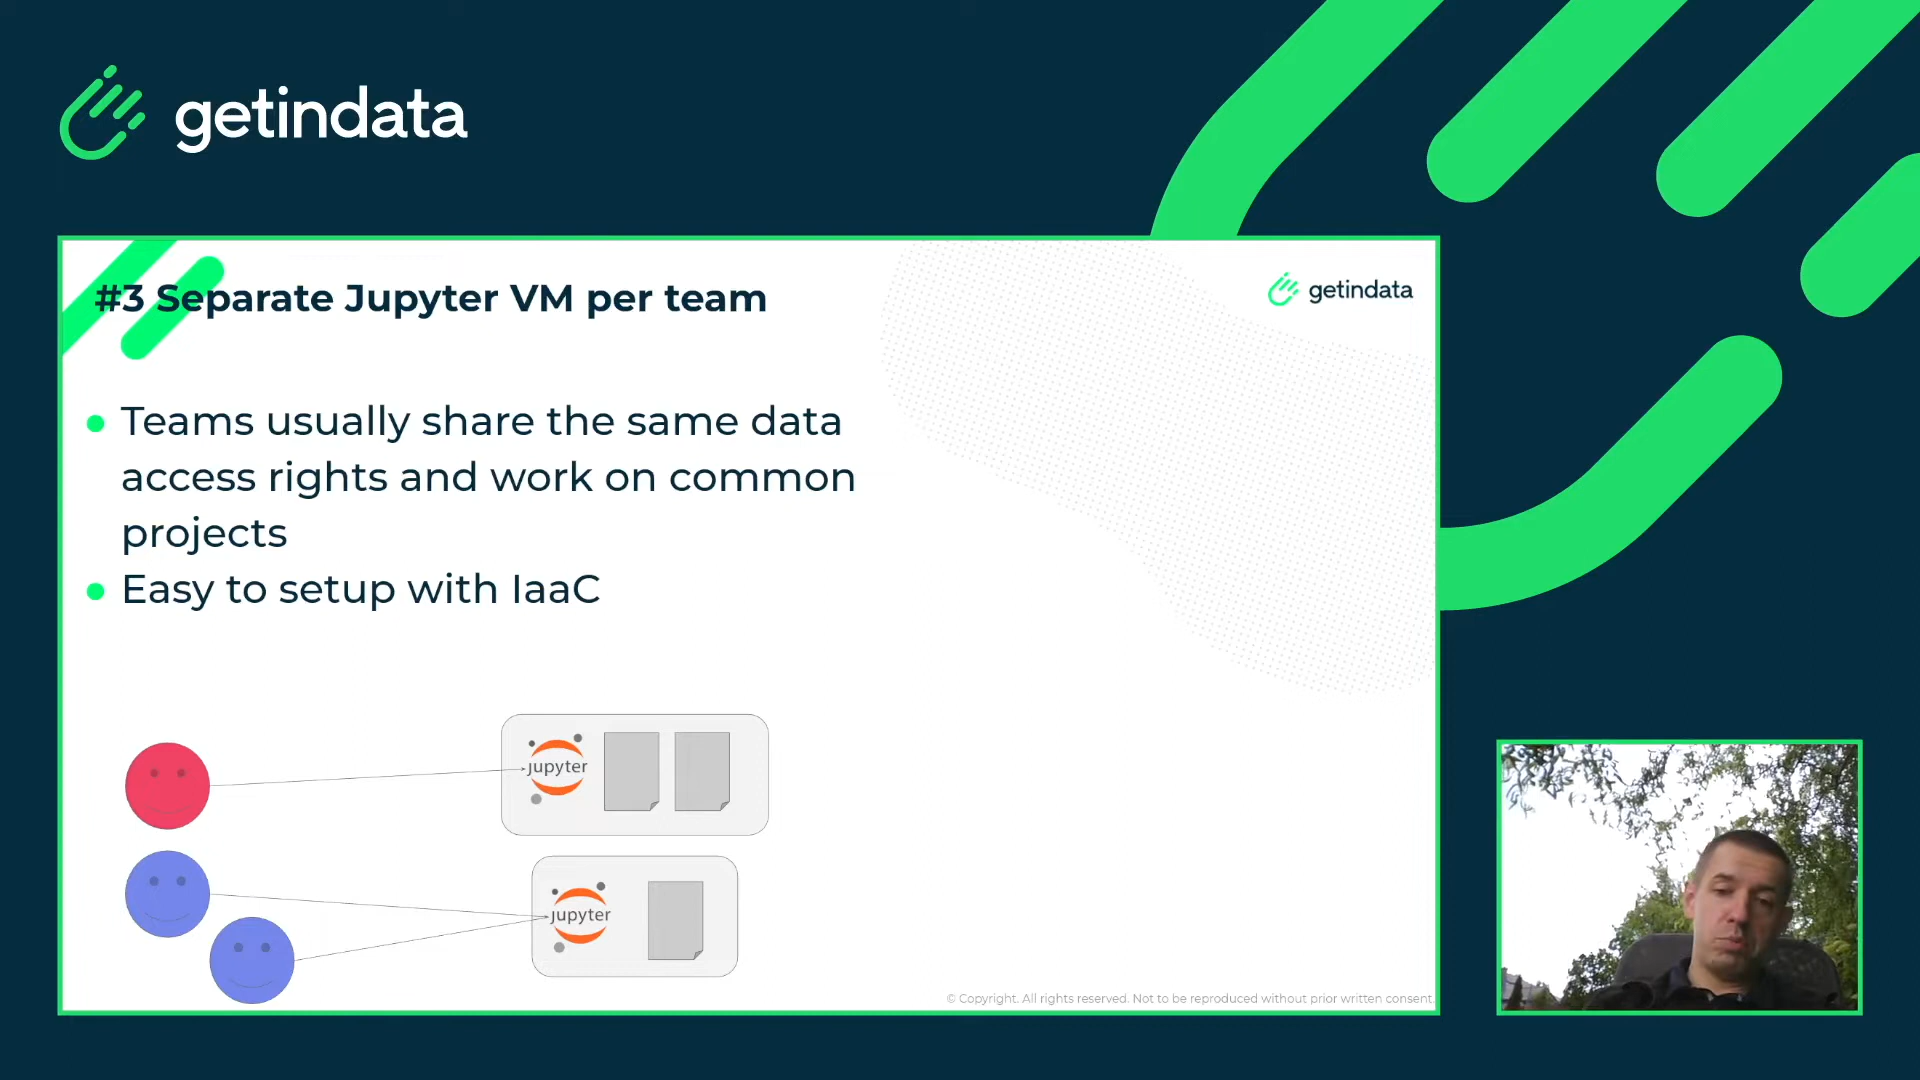 getindata
#3 Separate Jupyter VM per team
getindata
Teams usually share the same data
access rights and work on common
projects
Easy to setup with IaaC
jupyter
jupyter
© Copyright. All rights reserved. Not to be reproduced without prior written consent.